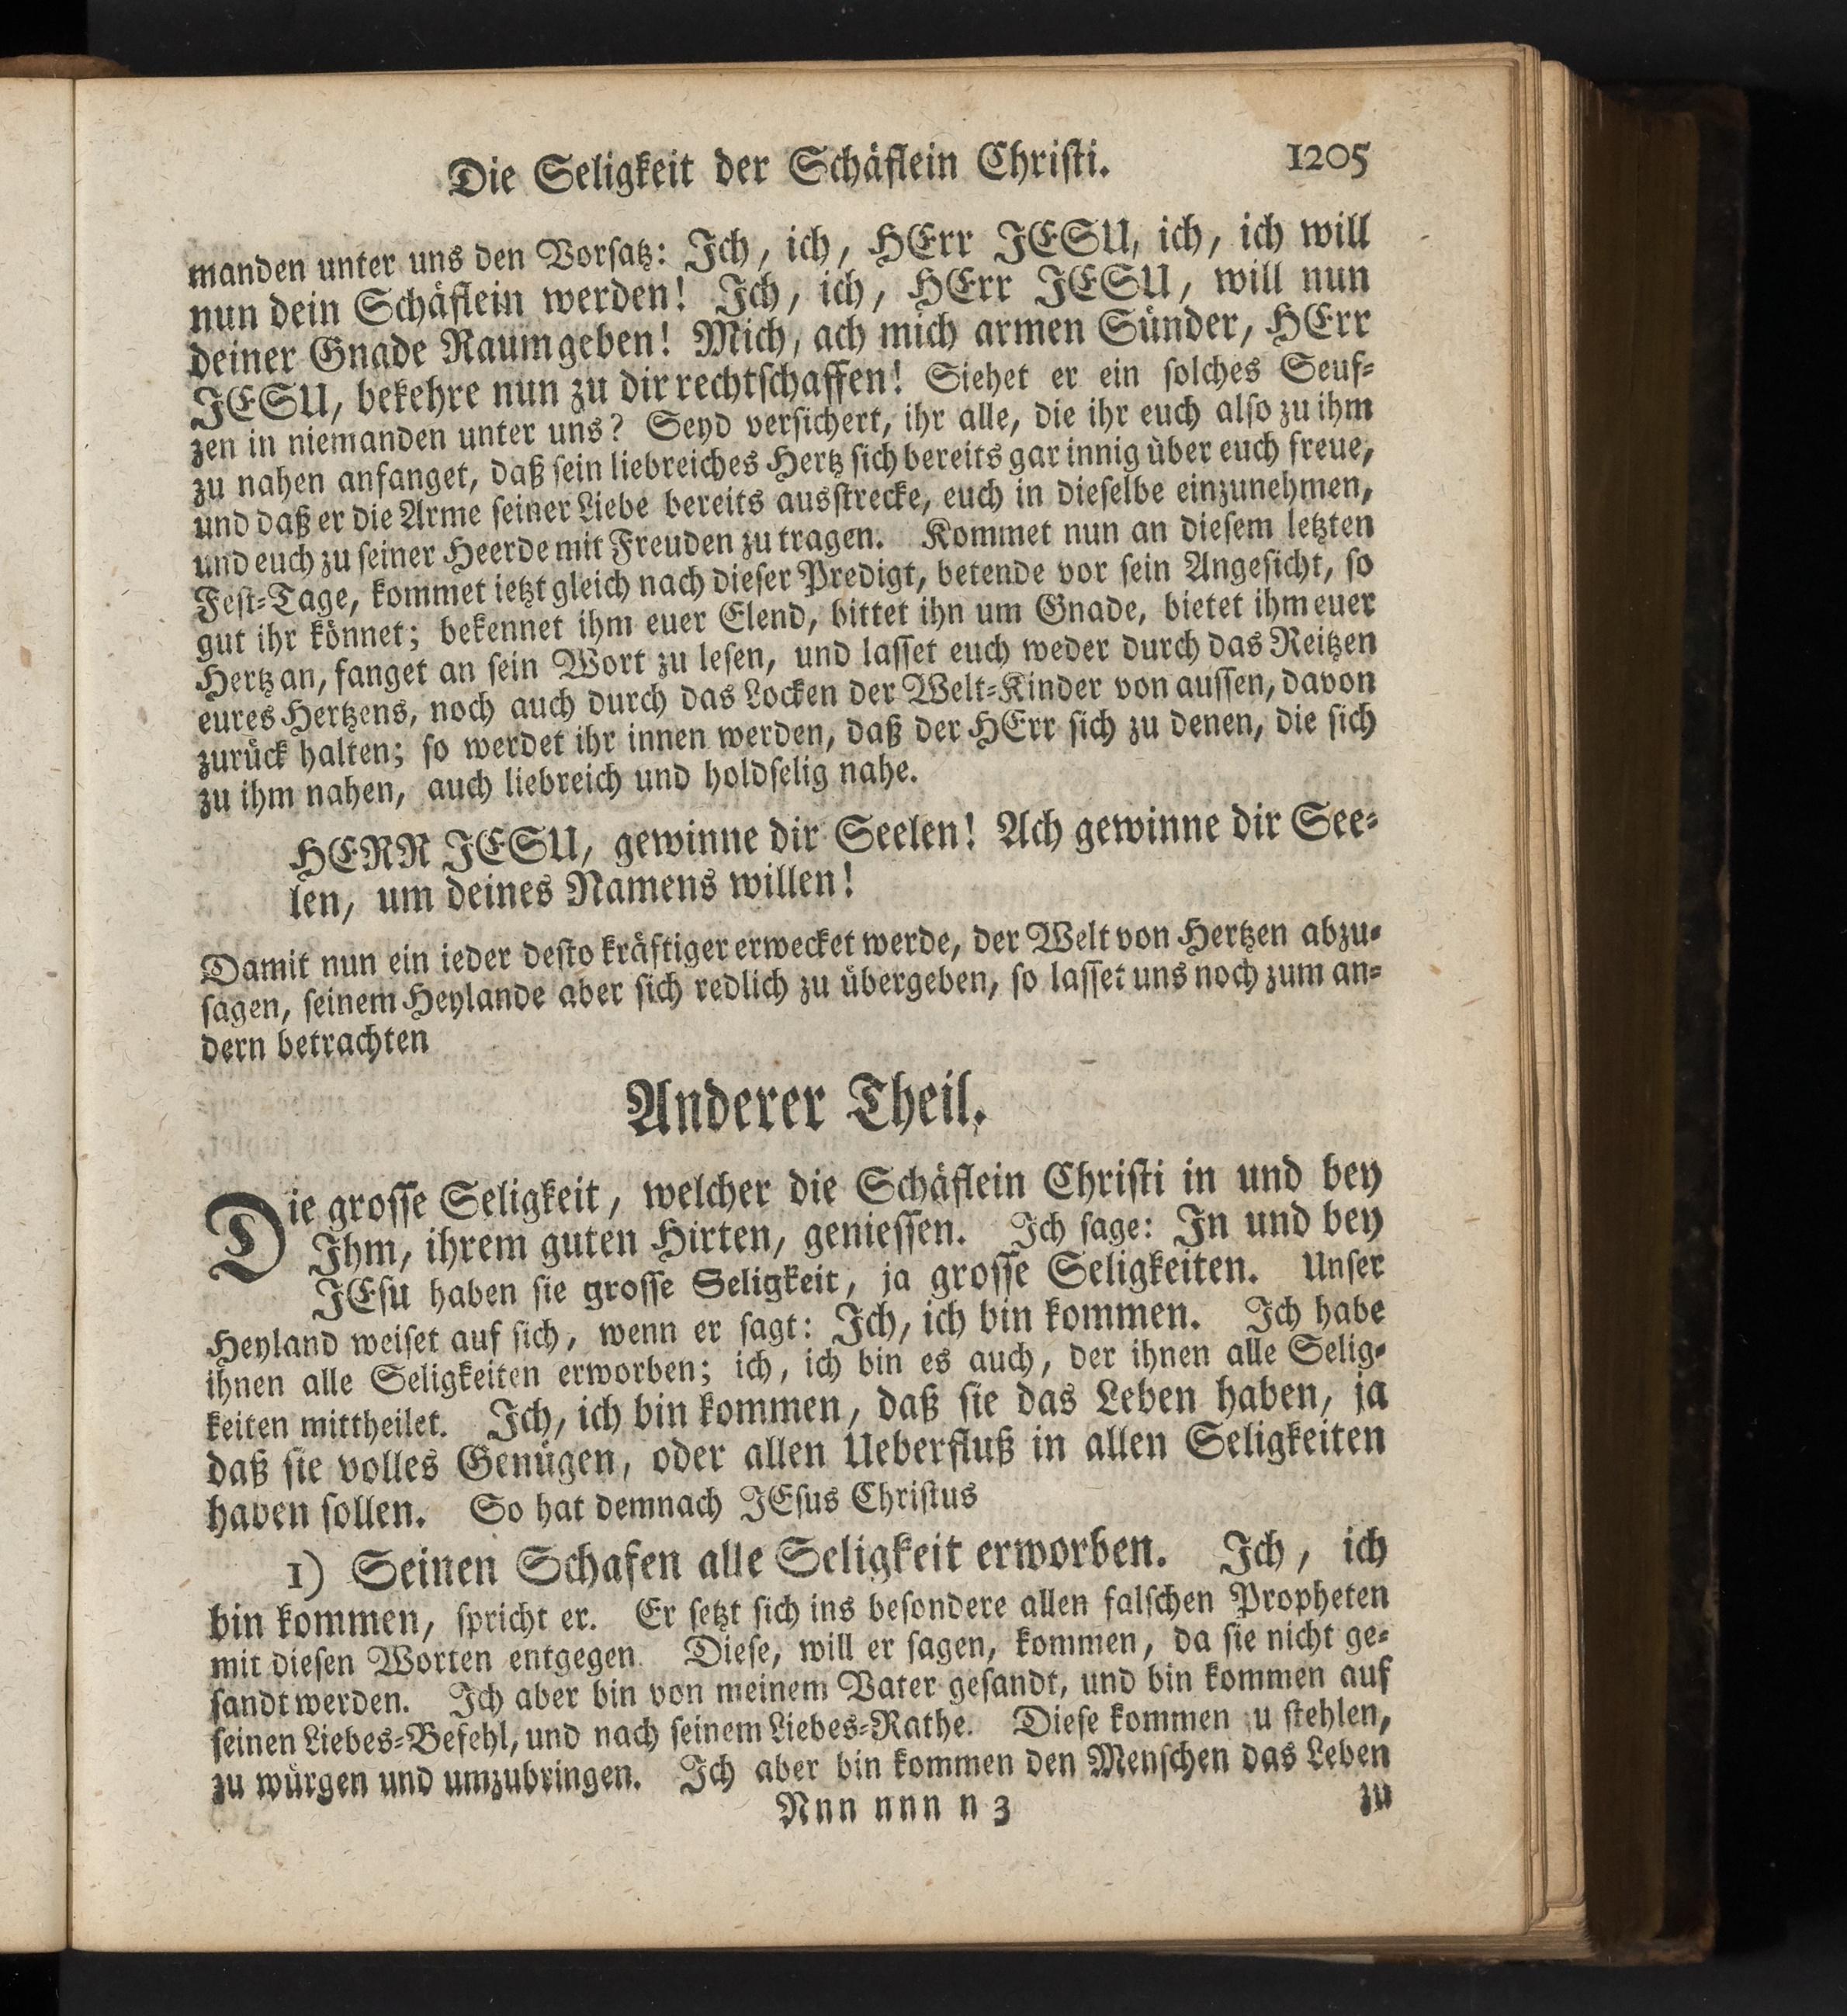 Die Seligkeit der Schäflein Christi. 1205
manden unter uns den Vorsatz: Ich, ich, HErr JESU, ich, ich will
nun dein Schäflein werden! Ich, ich, HErr JESU, will nun
deiner Gnade Raum geben! Mich, ach mich armen Sünder, HErr
JESU, bekehre nun zu dir rechtschaffen! Siehet er ein solches Seuf-
zen in niemanden unter uns? Seyd versichert, ihr alle, die ihr euch also zu ihm
zu nahen anfanget, daß sein liebreiches Hertz sich bereits gar innig über euch freue,
und daß er die Arme seiner Liebe bereits ausstrecke, euch in dieselbe einzunehmen,
und euch zu seiner Heerde mit Freuden zu tragen. Kommet nun an diesem letzten
Fest-Tage, kommet ietzt gleich nach dieser Predigt, betende vor sein Angesicht, so
gut ihr könnet; bekennet ihm euer Elend, bittet ihn um Gnade, bietet ihm euer
Hertz an, fanget an sein Wort zu lesen, und lasset euch weder durch das Reitzen
eures Hertzens, noch auch durch das Locken der Welt-Kinder von aussen, davon
zurück halten; so werdet ihr innen werden, daß der HErr sich zu denen, die sich
zu ihm nahen, auch liebreich und holdselig nahe.
HERR JESU, gewinne dir Seelen! Ach gewinne dir See-
len, um deines Namens willen!
Damit nun ein ieder desto kräftiger erwecket werde, der Welt von Hertzen abzu-
sagen, seinem Heylande aber sich redlich zu übergeben, so lasset uns noch zum an-
dern betrachten
Anderer Theil.
Die grosse Seligkeit, welcher die Schäflein Christi in und bey
Ihm, ihrem guten Hirten, geniessen. Ich sage: In und bey
JEsu haben sie grosse Seligkeit, ja grosse Seligkeiten. Unser
Heyland weiset auf sich, wenn er sagt: Ich, ich bin kommen. Ich habe
ihnen alle Seligkeiten erworben; ich, ich bin es auch, der ihnen alle Selig-
keiten mittheilet. Ich, ich bin kommen, daß sie das Leben haben, ja
daß sie volles Genügen, oder allen Ueberfluß in allen Seligkeiten
haben sollen. So hat demnach JEsus Christus
1) Seinen Schafen alle Seligkeit erworben. Ich, ich
bin kommen, spricht er. Er setzt sich ins besondere allen falschen Propheten
mit diesen Worten entgegen. Diese, will er sagen, kommen, da sie nicht ge-
sandt werden. Ich aber bin von meinem Vater gesandt, und bin kommen auf
seinen Liebes-Befehl, und nach seinem Liebes-Rathe. Diese kommen zu stehlen,
zu würgen und umzubringen. Ich aber bin kommen den Menschen das Leben
Nnn nnn n 3 zu